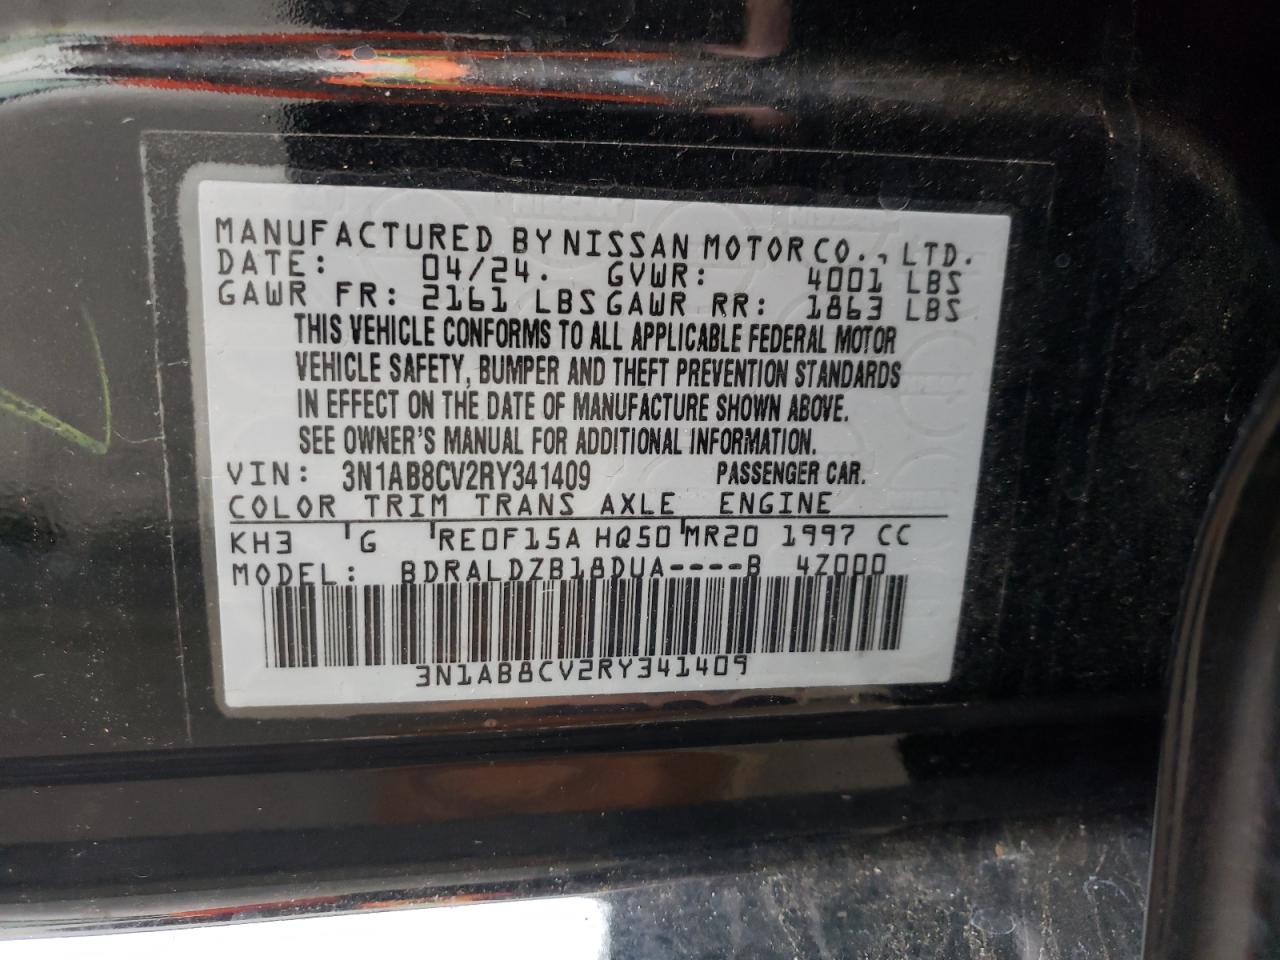 MANUFACTURED BY NISSAN MOTOR CO., LTD.
DATE: 04/24. GVWR: 4001 LBS
GAWR FR: 2161 LBS GAWR RR: 1863 LBS
THIS VEHICLE CONFORMS TO ALL APPLICABLE FEDERAL MOTOR
VEHICLE SAFETY, BUMPER AND THEFT PREVENTION STANDARDS
IN EFFECT ON THE DATE OF MANUFACTURE SHOWN ABOVE.
SEE OWNER'S MANUAL FOR ADDITIONAL INFORMATION.
VIN: 3N1AB8CV2RY341409 PASSENGER CAR.
COLOR TRIM TRANS AXLE ENGINE
KH3 G RE0F15A HQ50 MR20 1997 CC
MODEL: BDRALDZB18DUA----B 4Z000
3N1AB8CV2RY341409